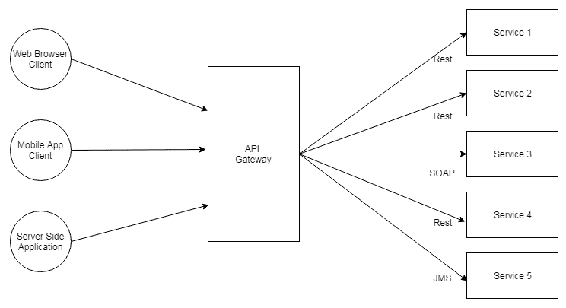 Web Browser
Client
Mobile App
Client
Server Side
Application
API
Gateway
Rest
Rest
SOAP
Rest
JMS
Service 1
Service 2
Service 3
Service 4
Service 5